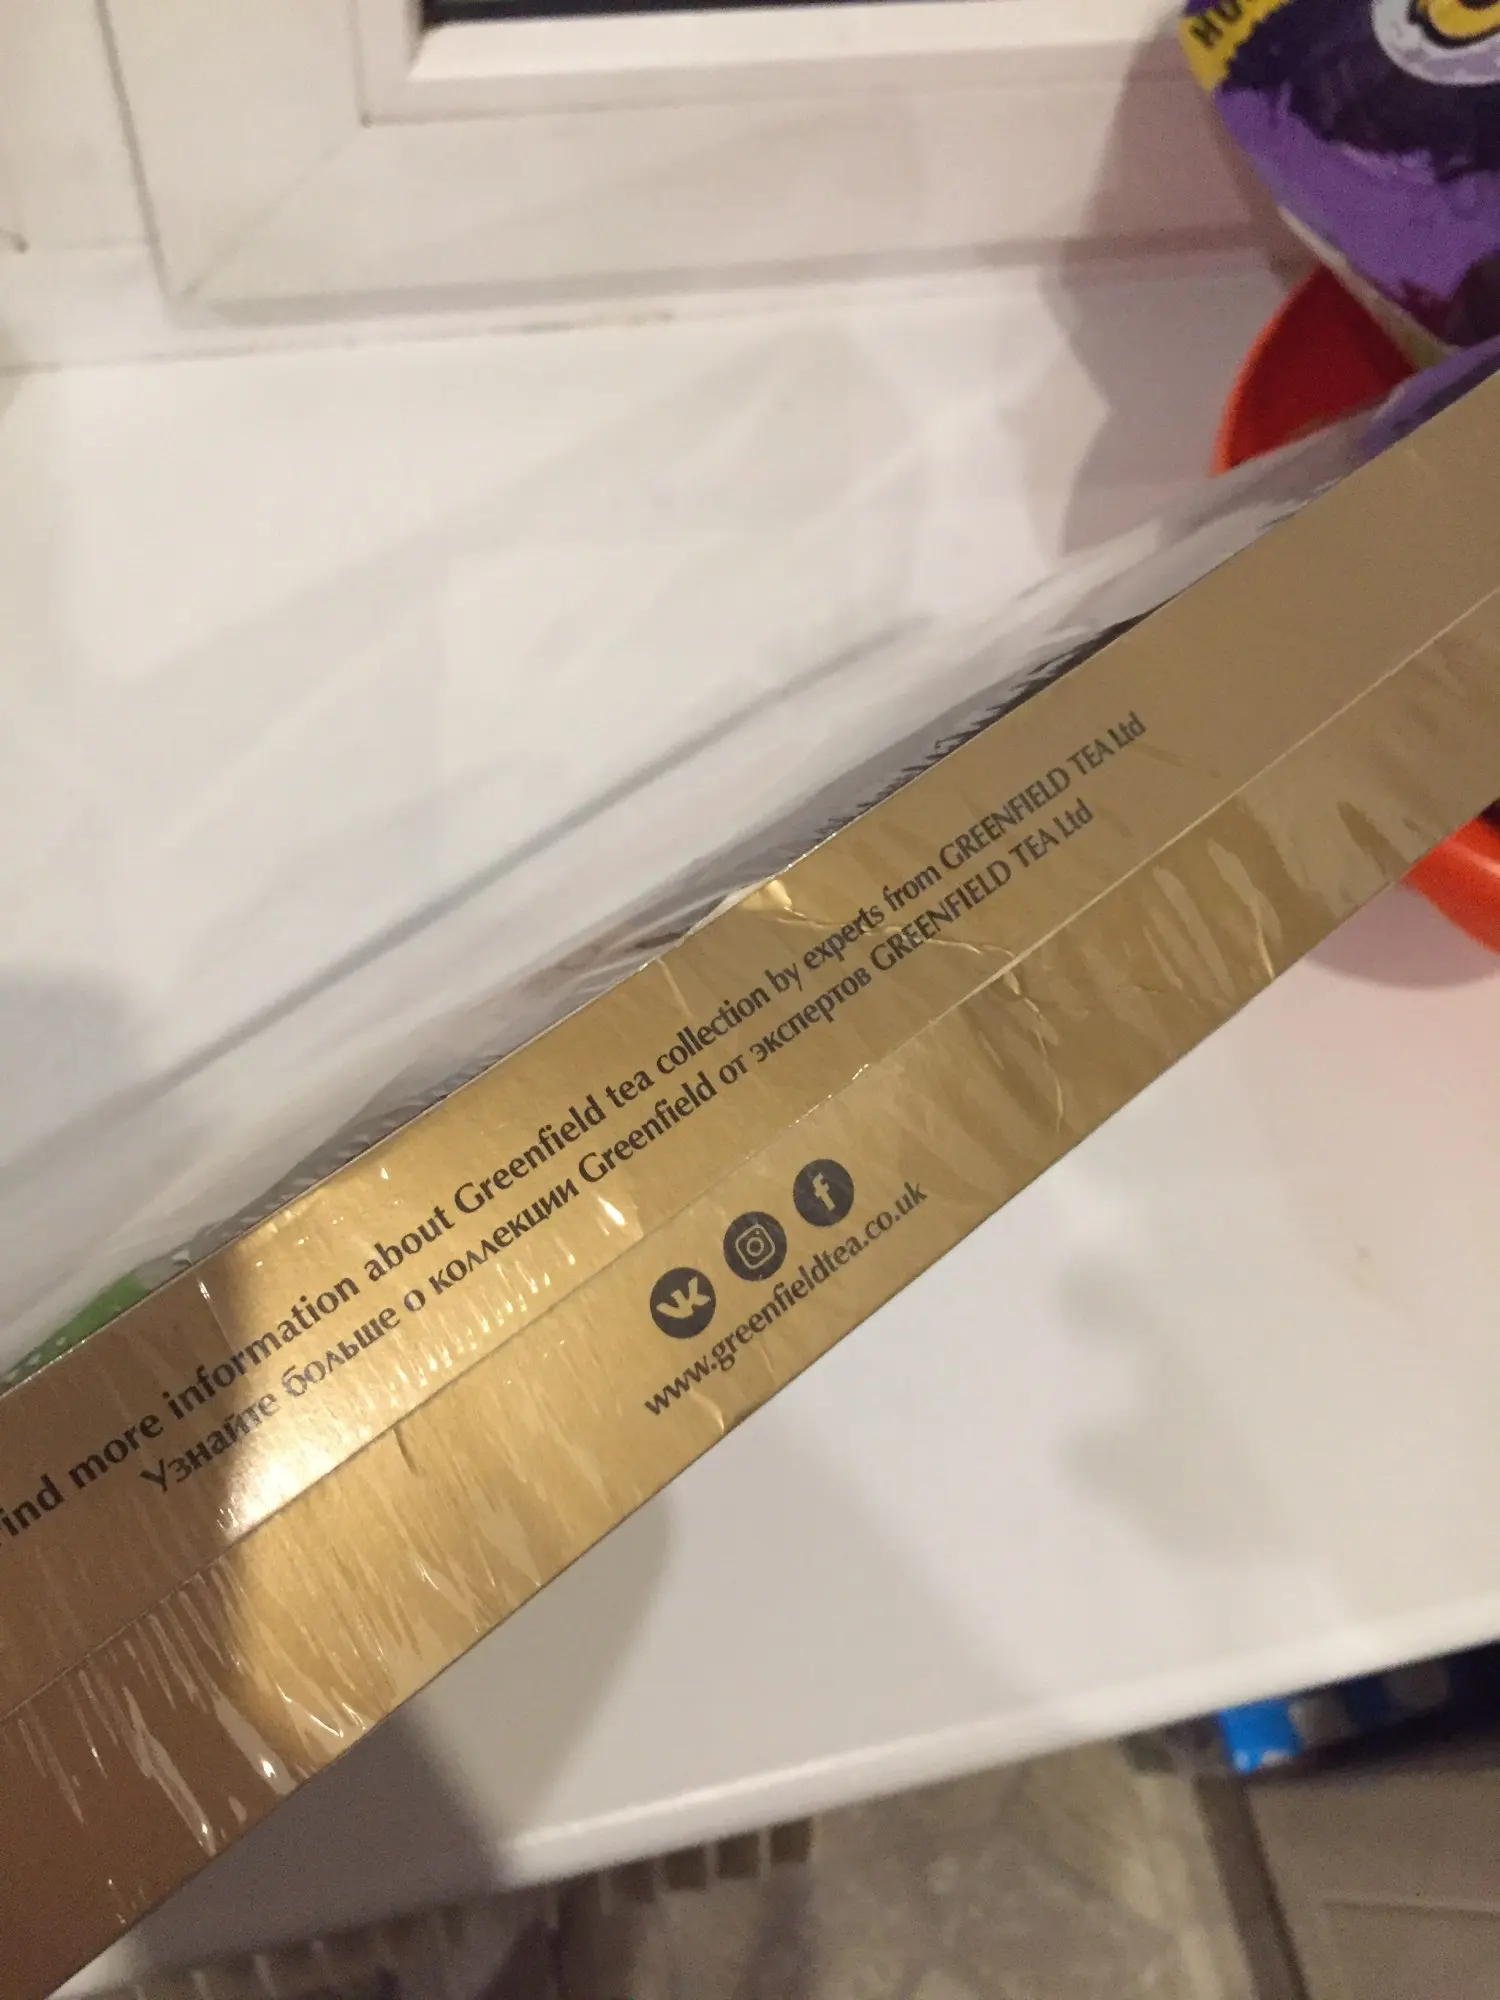 ind more information about Greenfield tea collection by experts from GREENFIELD TEA Ltd
Узнайте больше о коллекции Greenfield от экспертов GREENFIELD TEA Ltd
www.greenfieldtea.co.uk